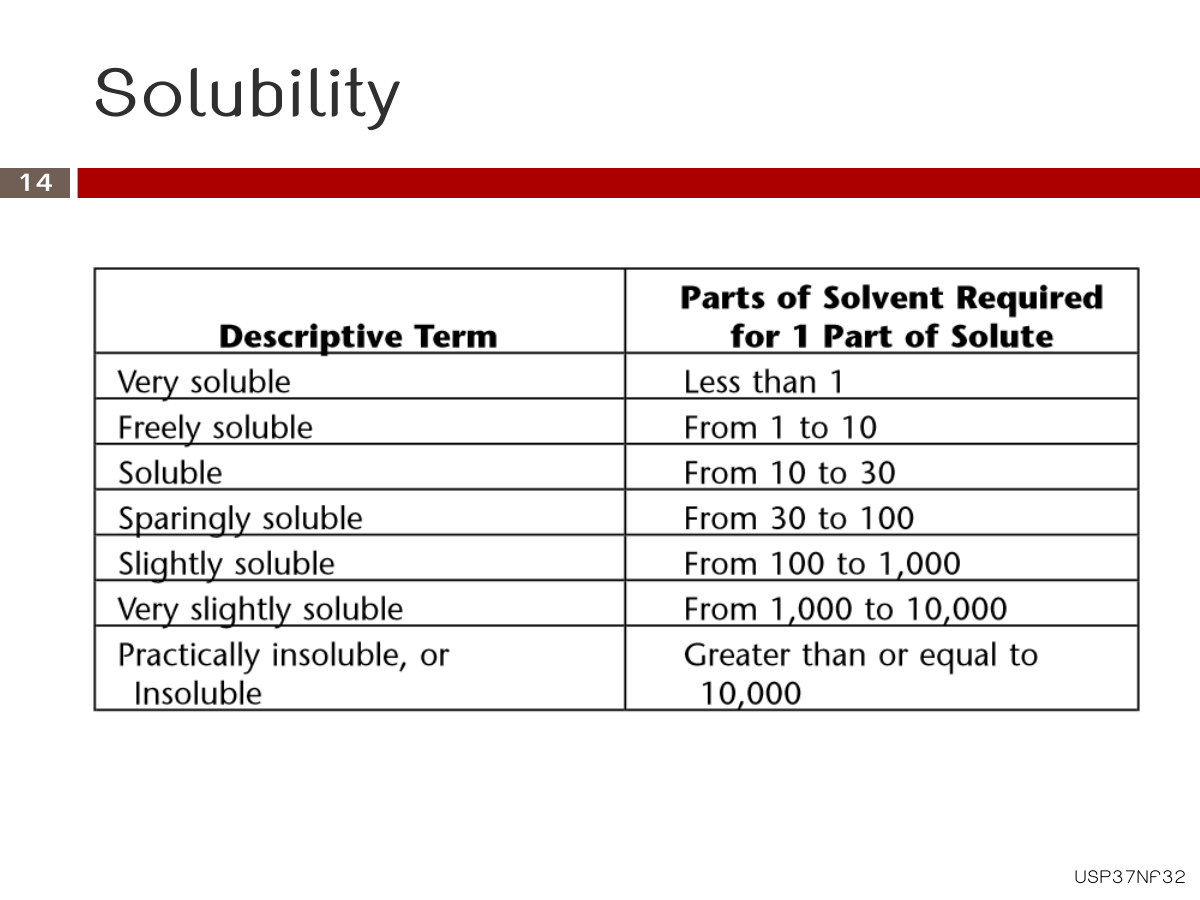 Solubility
14
Descriptive Term
Parts of Solvent Required
for 1 Part of Solute
Very soluble Less than 1
Freely soluble From 1 to 10
Soluble From 10 to 30
Sparingly soluble From 30 to 100
Slightly soluble From 100 to 1,000
Very slightly soluble From 1,000 to 10,000
Practically insoluble, or Greater than or equal to
Insoluble 10,000
USP37NF32